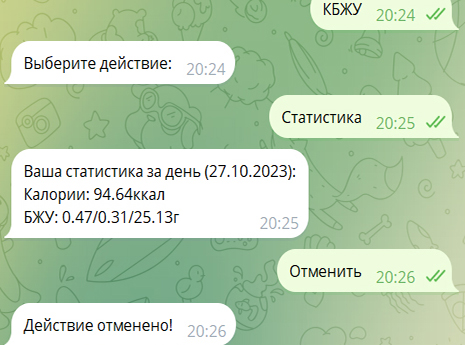 КБЖУ 20:24
Выберите действие: 20:24
Статистика 20:25
Ваша статистика за день (27.10.2023):
Калории: 94.64ккал
БЖУ: 0.47/0.31/25.13г 20:25
Отменить 20:26
Действие отменено! 20:26